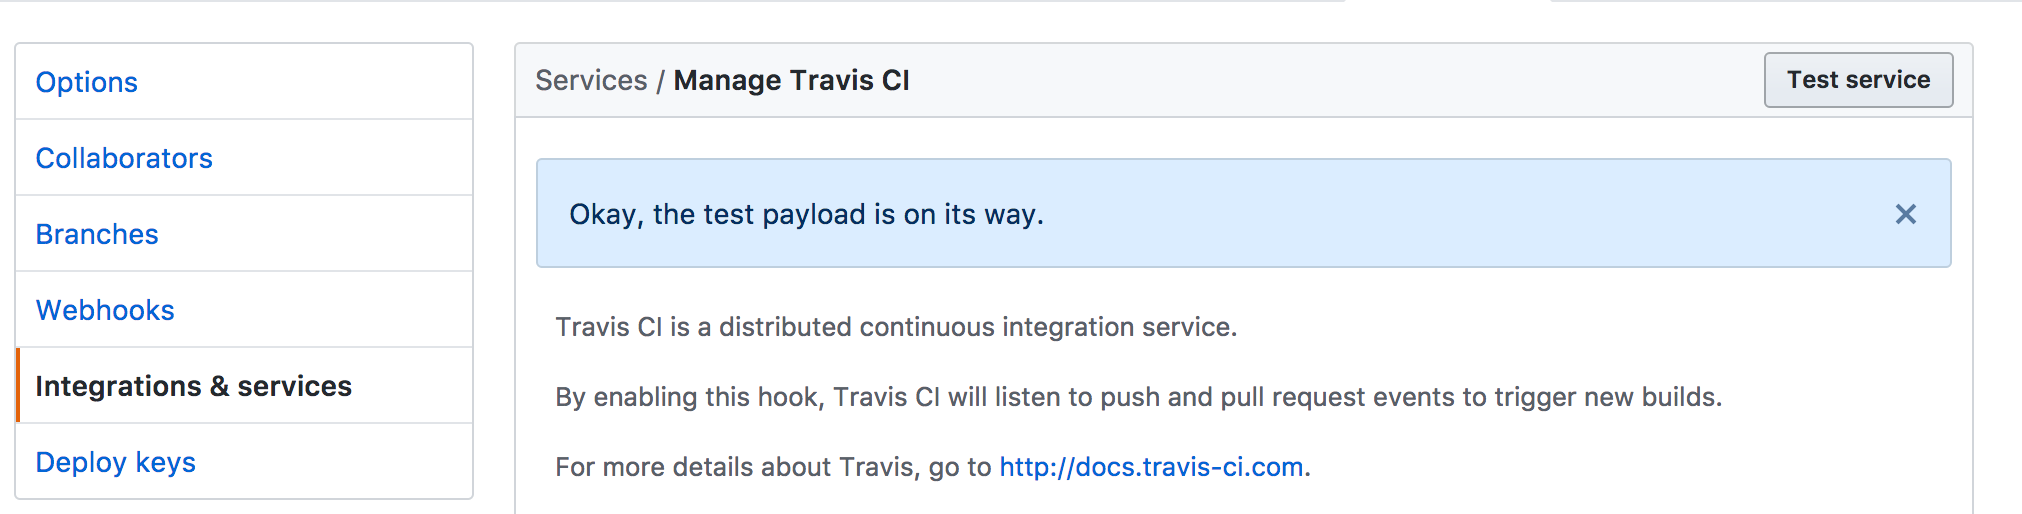 Options
Collaborators
Branches
Webhooks
Integrations & services
Deploy keys
Services / Manage Travis CI
Test service
Okay, the test payload is on its way.
Travis CI is a distributed continuous integration service.
By enabling this hook, Travis CI will listen to push and pull request events to trigger new builds.
For more details about Travis, go to http://docs.travis-ci.com.